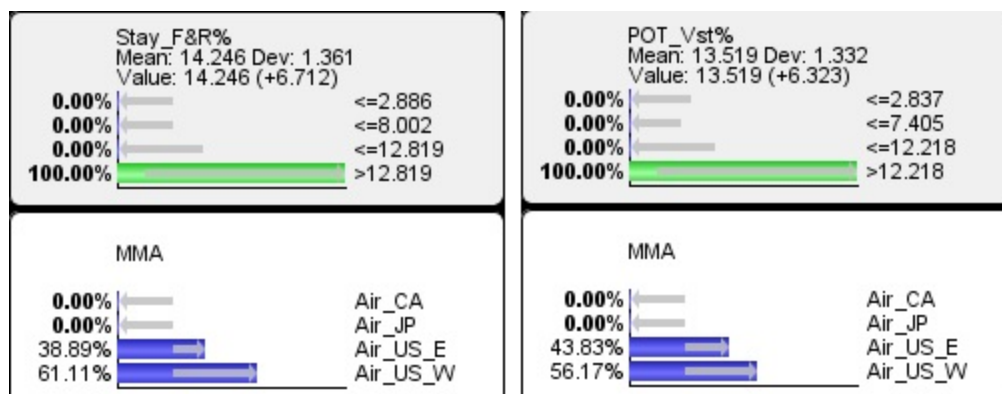 Stay_F&R%
Mean: 14.246 Dev: 1.361
Value: 14.246 (+6.712)
0.00% <=2.886
0.00% <=8.002
0.00% <=12.819
100.00% >12.819
MMA
0.00% Air_CA
0.00% Air_JP
38.89% Air_US_E
61.11% Air_US_W
POT_Vst%
Mean: 13.519 Dev: 1.332
Value: 13.519 (+6.323)
0.00% <=2.837
0.00% <=7.405
0.00% <=12.218
100.00% >12.218
MMA
0.00% Air_CA
0.00% Air_JP
43.83% Air_US_E
56.17% Air_US_W